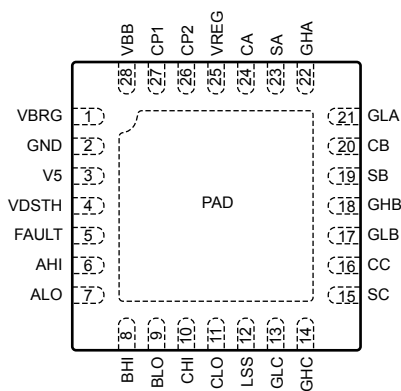 VBB
CP1
CP2
VREG
CA
SA
GHA
28
27
26
25
24
23
22
VBRG 1
GND 2
V5 3
VDSTH 4
FAULT 5
AHI 6
ALO 7
PAD
21 GLA
20 CB
19 SB
18 GHB
17 GLB
16 CC
15 SC
8
9
10
11
12
13
14
BHI
BLO
CHI
CLO
LSS
GLC
GHC